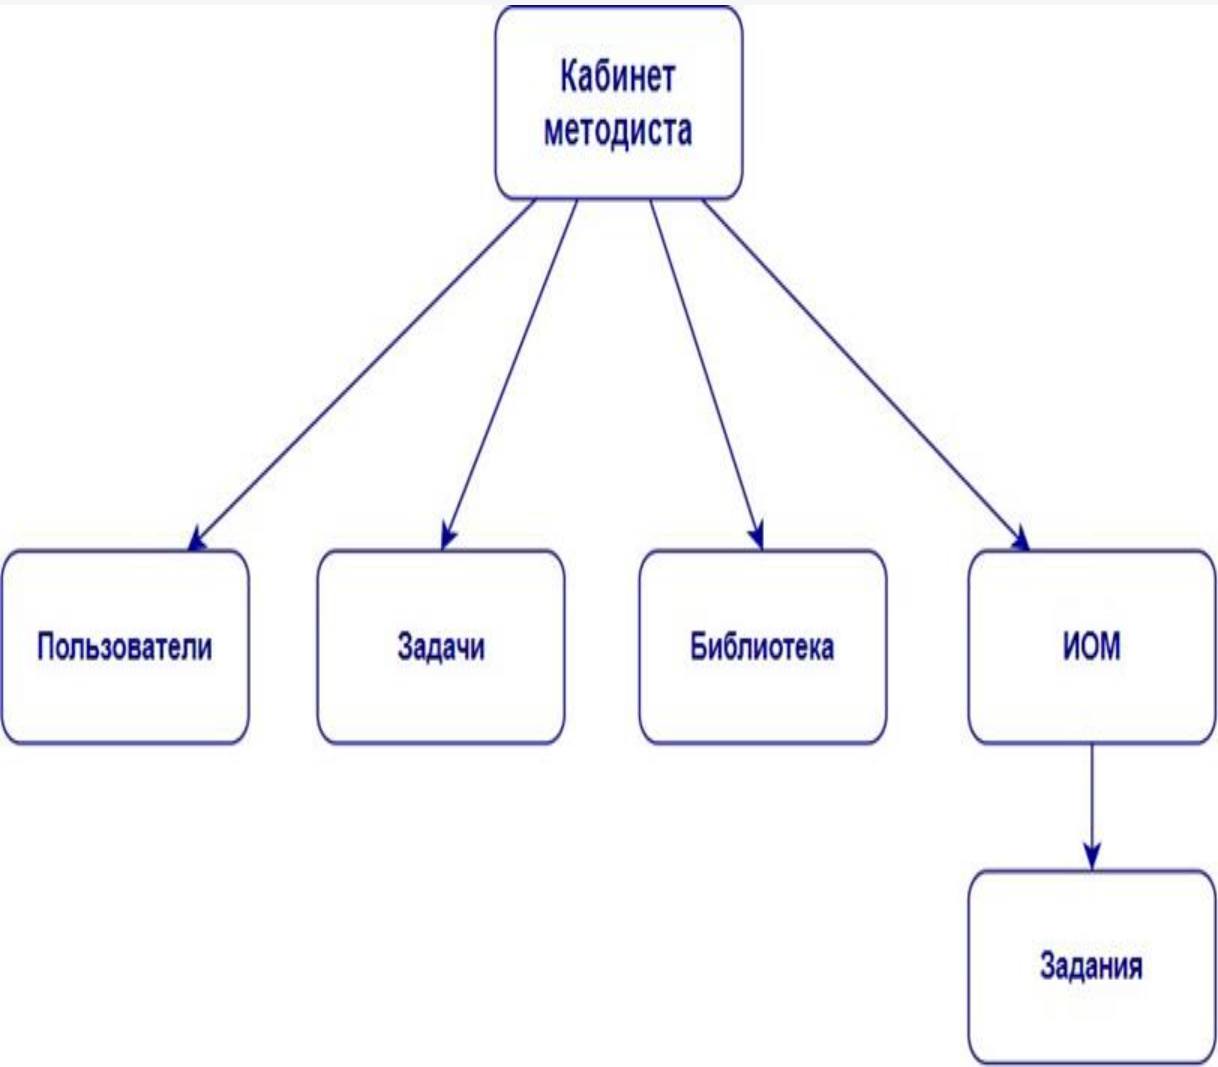 Кабинет
методиста
Пользователи
Задачи
Библиотека
ИОМ
Задания